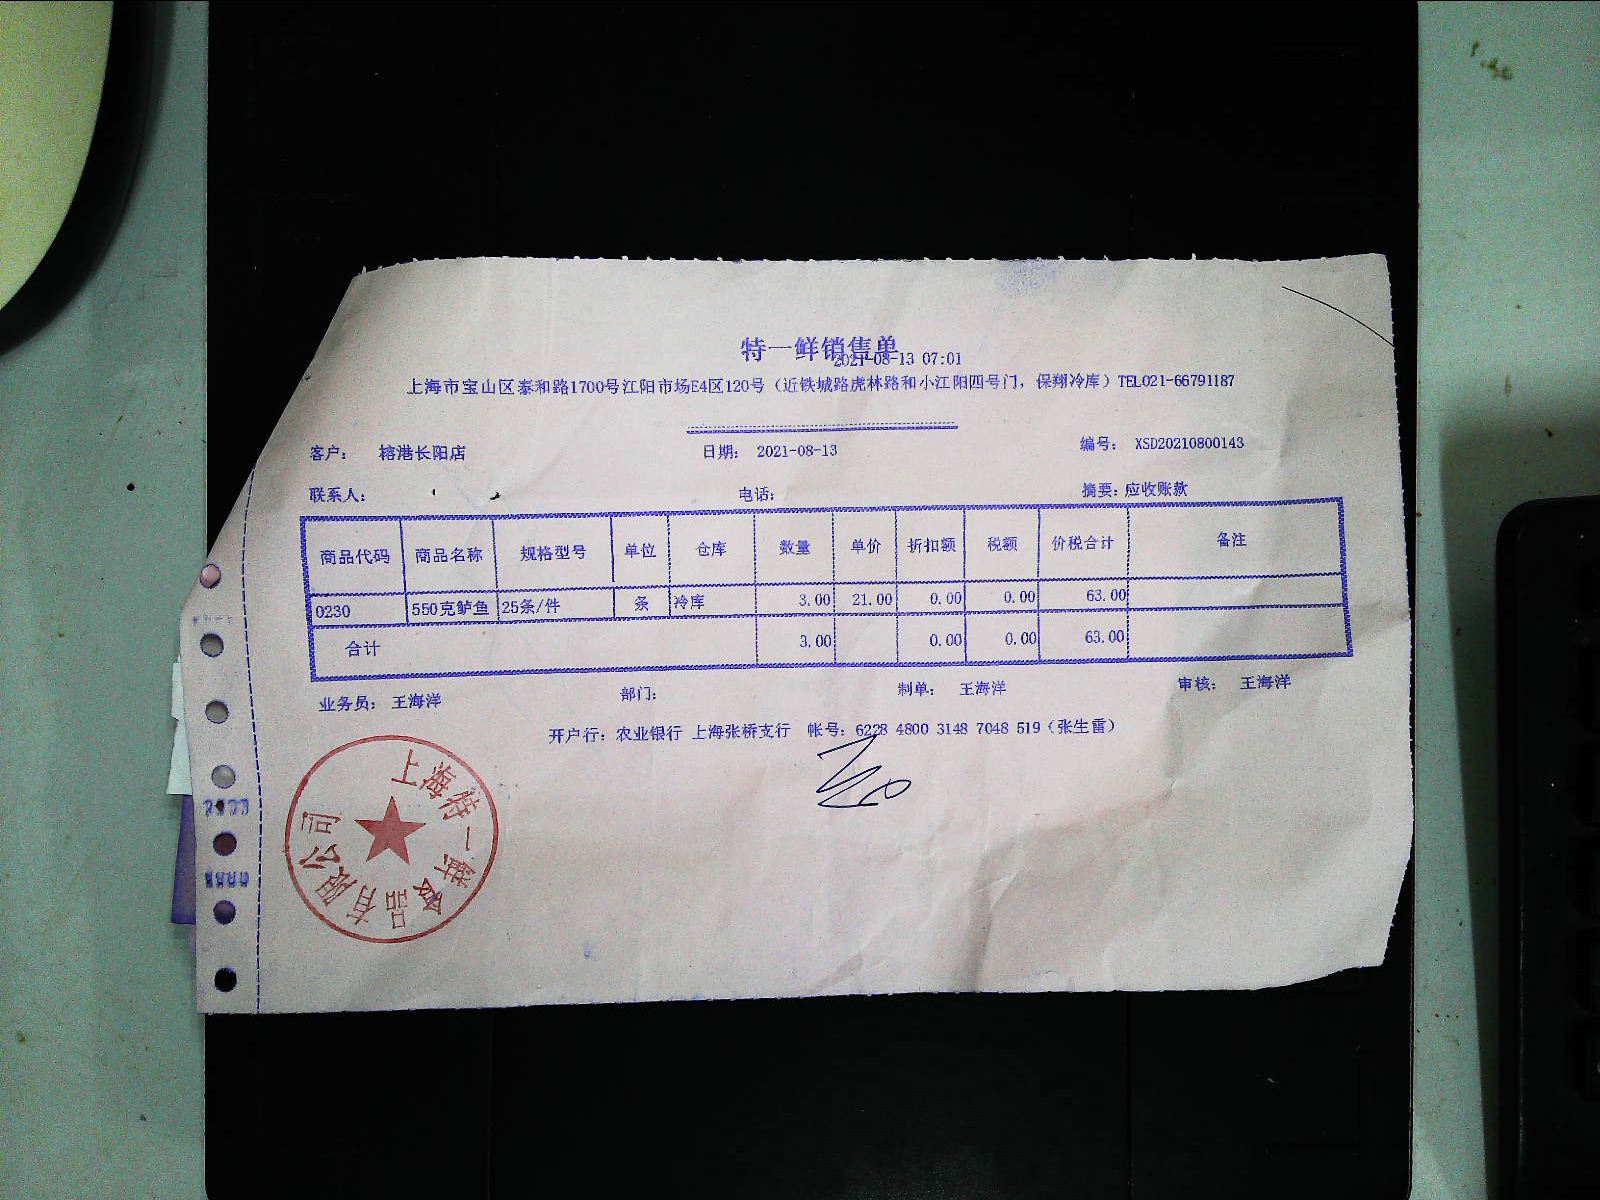 特一鲜销售单
2021-08-13 07:01
上海市宝山区泰和路1700号江阳市场E4区120号（近铁城路虎林路和小江阳四号门，保翔冷库）TEL021-66791187
客户： 榕港长阳店 日期： 2021-08-13 编号： XSD20210800143
联系人： 电话： 摘要：应收账款
商品代码 商品名称 规格型号 单位 仓库 数量 单价 折扣额 税额 价税合计 备注
0230 550克鲈鱼 25条/件 条 冷库 3.00 21.00 0.00 0.00 63.00
合计 3.00 0.00 0.00 63.00
业务员： 王海洋 部门： 制单： 王海洋 审核： 王海洋
开户行：农业银行 上海张桥支行 帐号：6228 4800 3148 7048 519（张生雷）
上海特一鲜食品有限公司